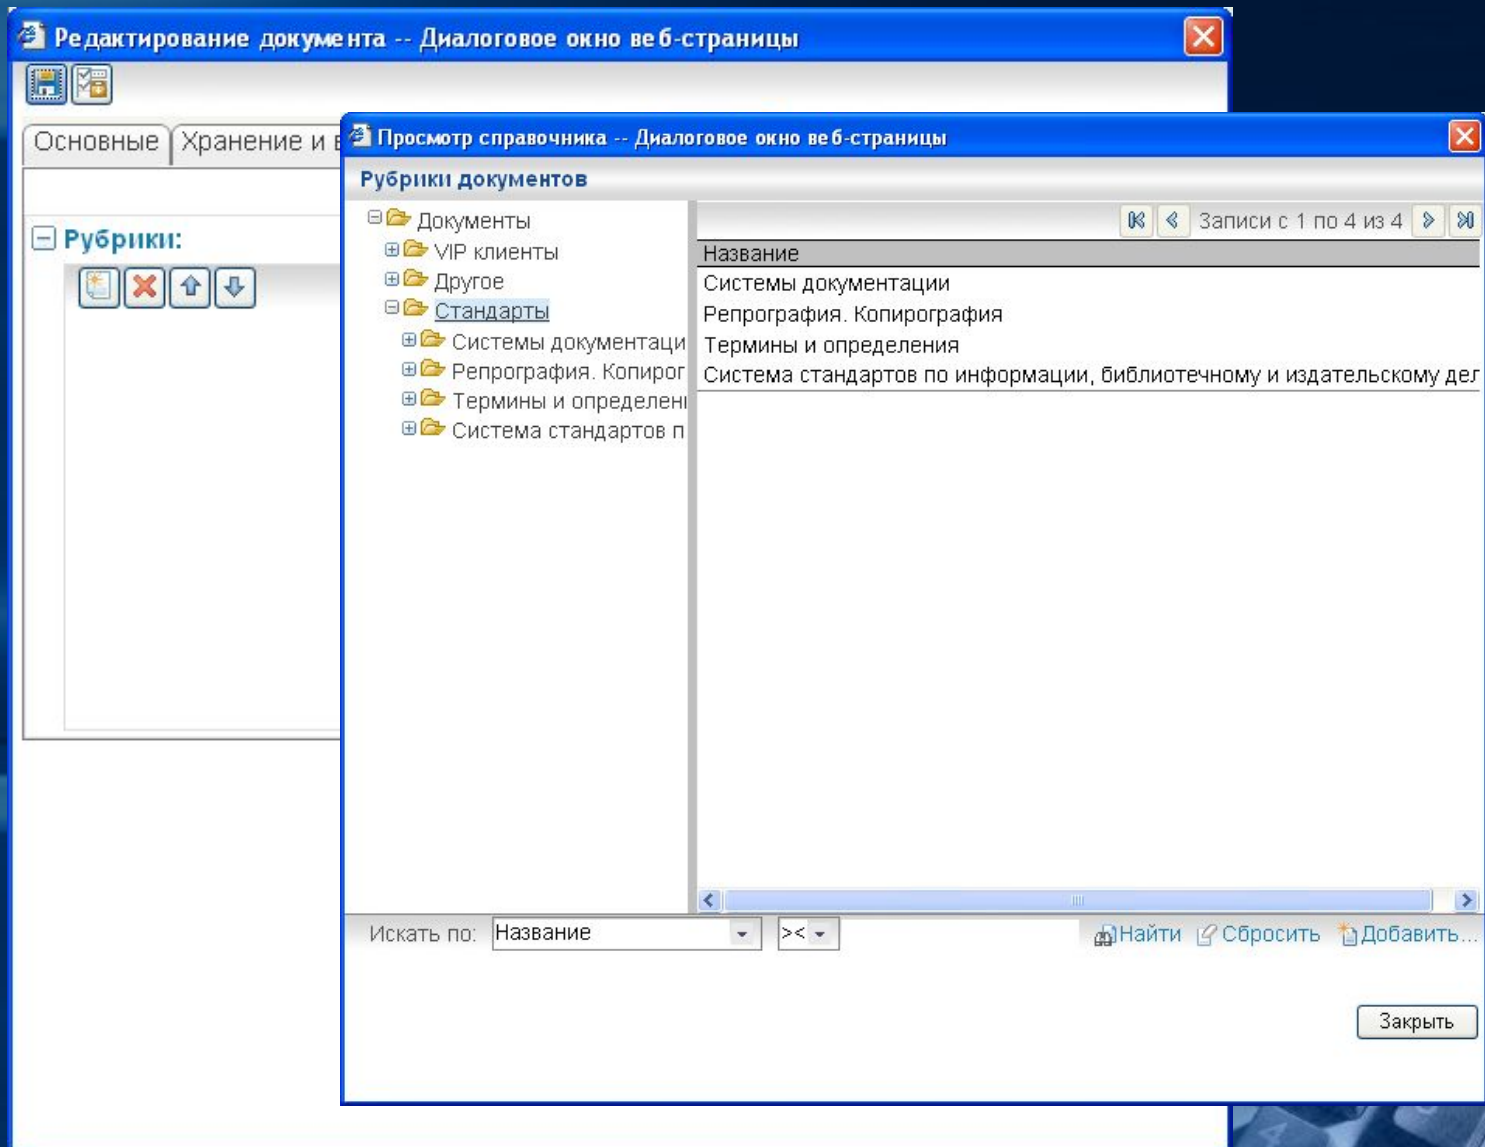 Редактирование документа -- Диалоговое окно веб-страницы
Основные
Хранение и в
Рубрики:
Просмотр справочника -- Диалоговое окно веб-страницы
Рубрики документов
Документы
VIP клиенты
Другое
Стандарты
Системы документаци
Репрография. Копирог
Термины и определен
Система стандартов п
Записи с 1 по 4 из 4
Название
Системы документации
Репрография. Копирография
Термины и определения
Система стандартов по информации, библиотечному и издательскому дел
Искать по: Название >< Найти Сбросить Добавить...
Закрыть